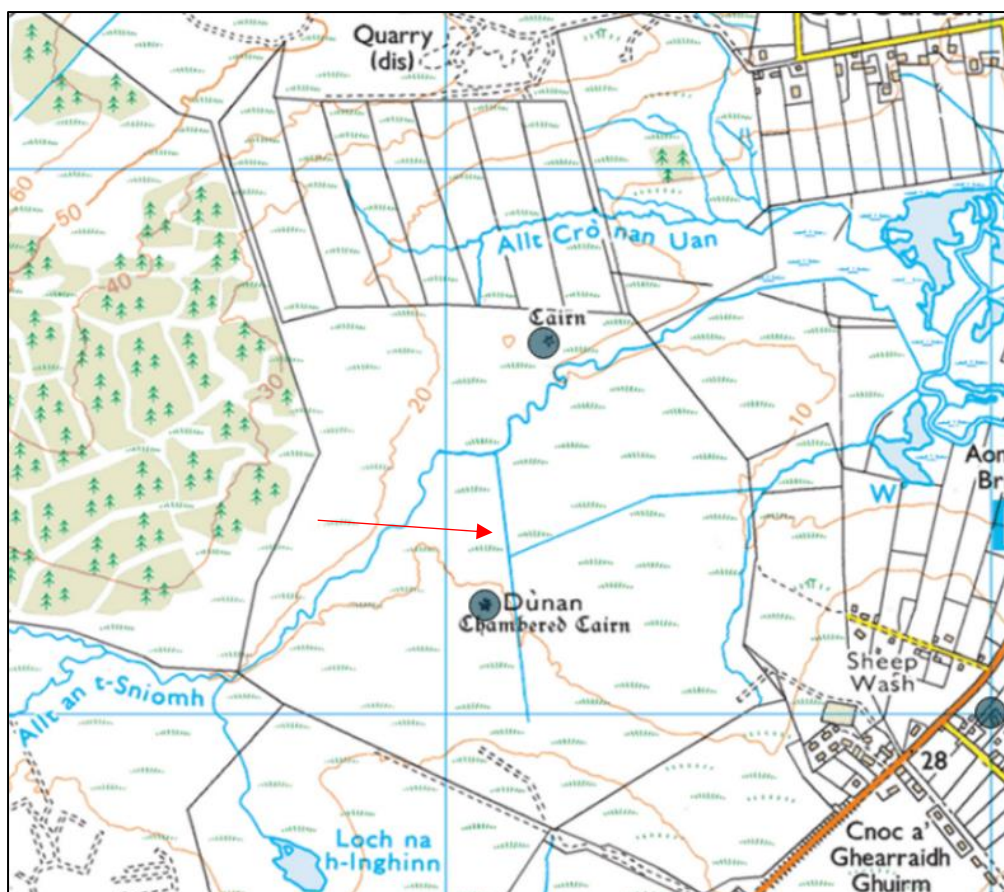 Quarry
(dis)
60
50
Allt Crò nan Uan
40
Cairn
30
20
10
W
Dùnan
Chambered Cairn
Sheep
Wash
Allt an t-Sniomh
28
Loch na
h-Inghinn
Cnoc a'
Ghearraidh
Ghuirm